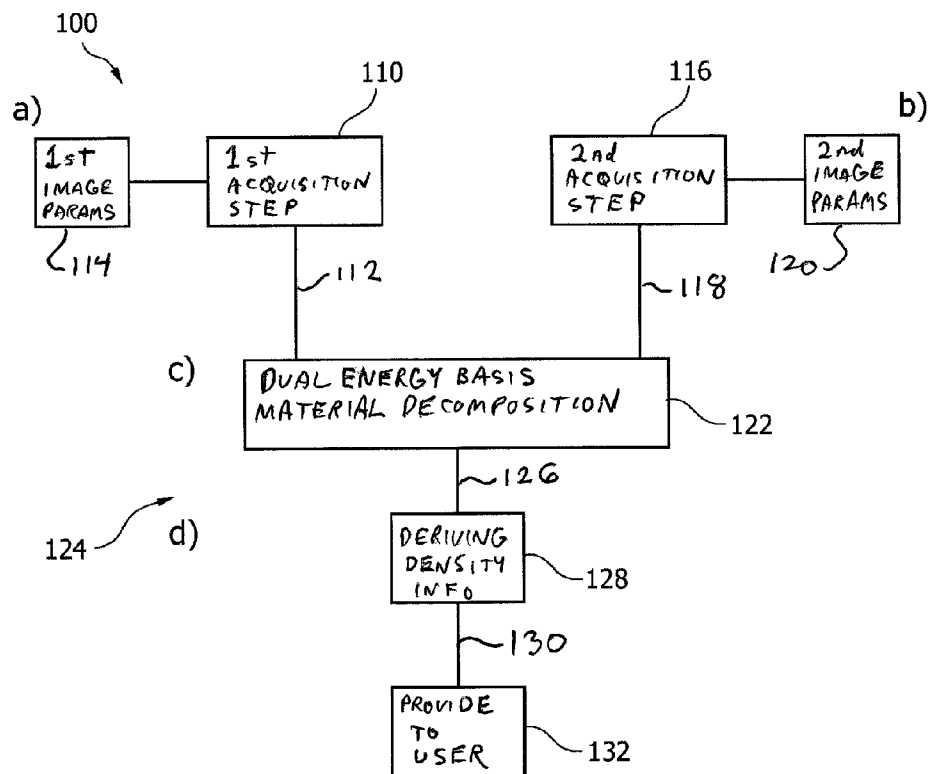 100
110
116
a)
b)
1st
IMAGE
PARAMS
1st
ACQUISITION
STEP
2nd
ACQUISITION
STEP
2nd
IMAGE
PARAMS
114
112
118
120
c)
DUAL ENERGY BASIS
MATERIAL DECOMPOSITION
122
126
124
d)
DERIVING
DENSITY
INFO
128
130
PROVIDE
TO
USER
132